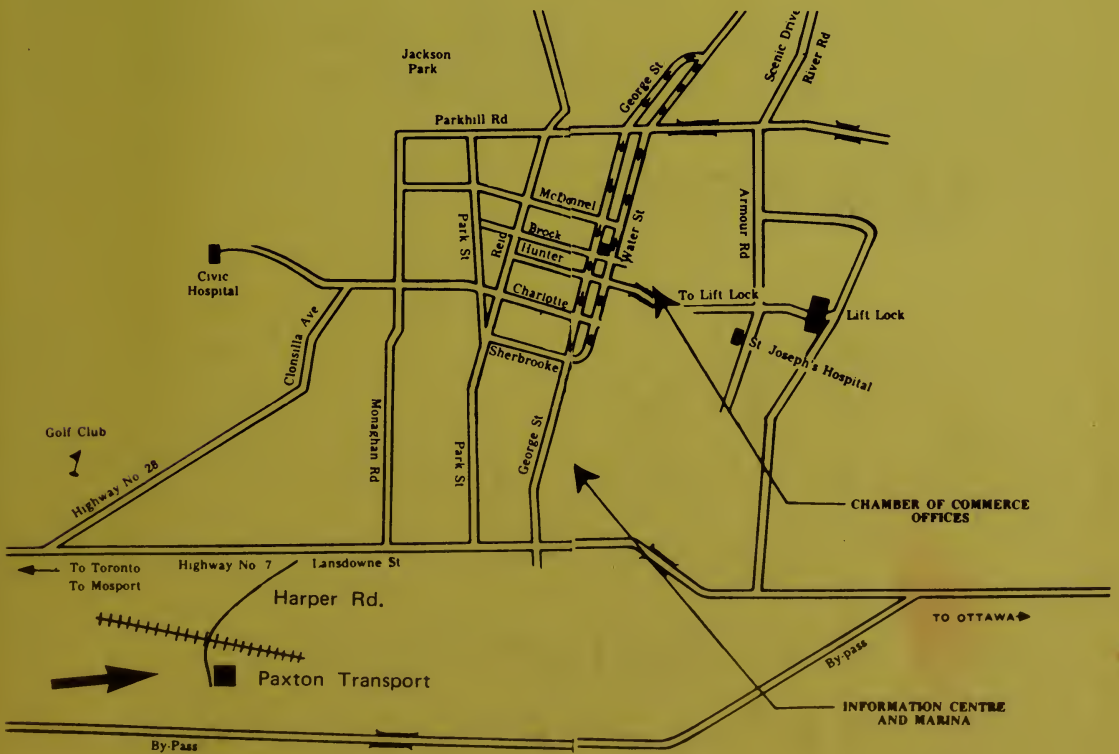 Jackson
Park
George St
Scenic Drive
River Rd
Parkhill Rd
McDonnel
Park St
Reid
Brock
Water St
Armour Rd
Hunter
Civic
Hospital
Charlotte
To Lift Lock
Lift Lock
Clonsilla Ave
Sherbrooke
St Joseph's Hospital
Monaghan Rd
Golf Club
Park St
George St
Highway No 28
CHAMBER OF COMMERCE
OFFICES
To Toronto
To Mosport
Highway No 7
Lansdowne St
Harper Rd.
TO OTTAWA
By-pass
Paxton Transport
INFORMATION CENTRE
AND MARINA
By-Pass